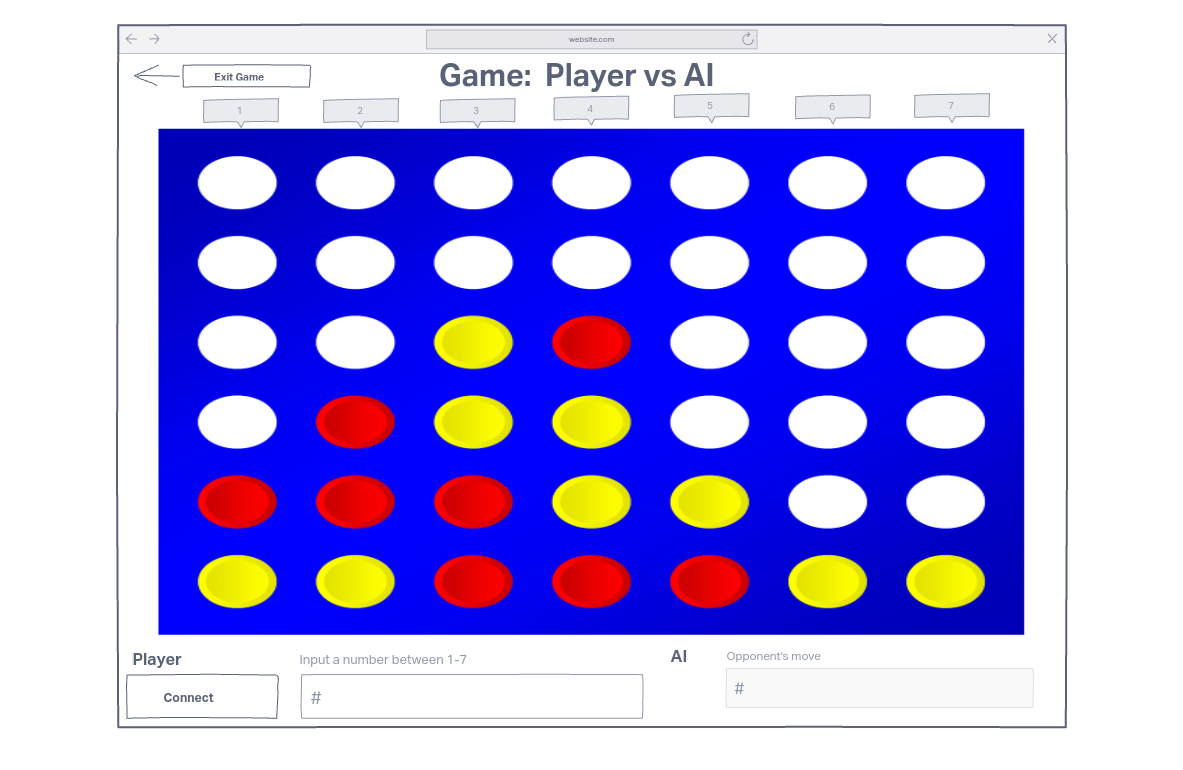 website.com
Exit Game
Game: Player vs AI
1 2 3 4 5 6 7
Player
Input a number between 1-7
AI
Opponent's move
Connect
#
#